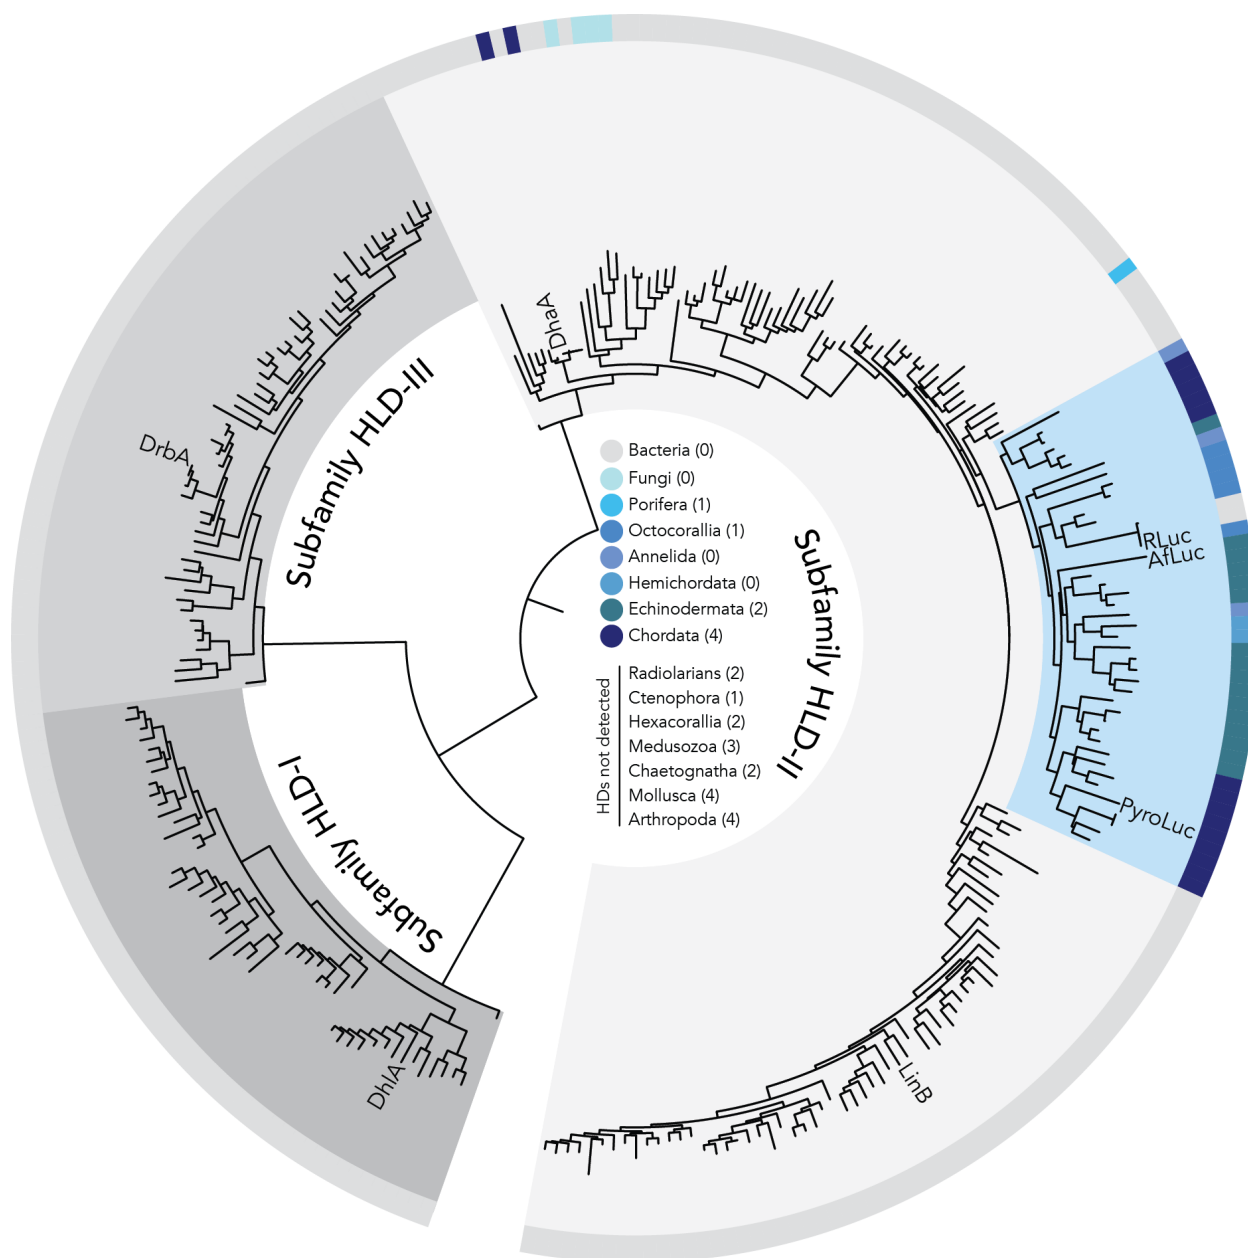 DhaA
Subfamily HLD-III
DrbA
Bacteria (0)
Fungi (0)
Porifera (1)
Octocorallia (1)
Annelida (0)
Hemichordata (0)
Echinodermata (2)
Chordata (4)
HDs not detected
Radiolarians (2)
Ctenophora (1)
Hexacorallia (2)
Medusozoa (3)
Chaetognatha (2)
Mollusca (4)
Arthropoda (4)
Subfamily HLD-II
RLuc
AfLuc
PyroLuc
Subfamily HLD-I
DhlA
LinB